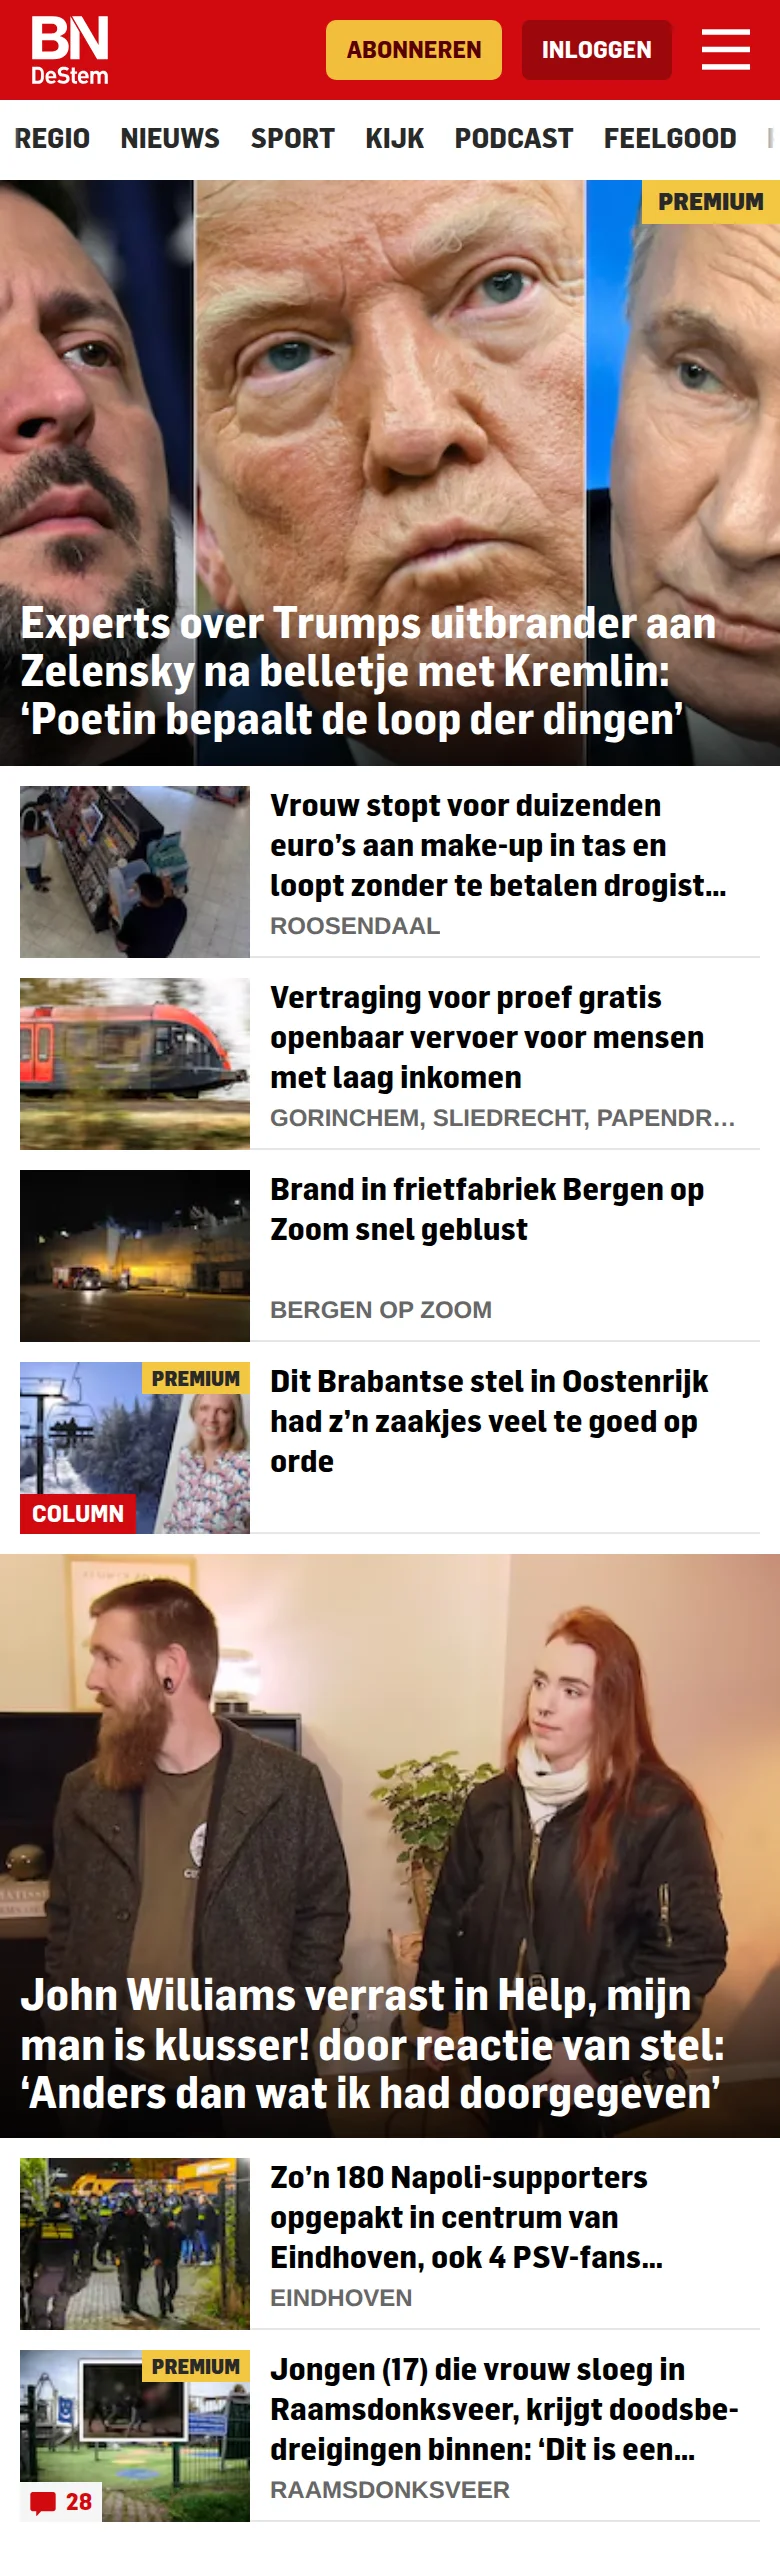 BN
DeStem
ABONNEREN
INLOGGEN
REGIO NIEUWS SPORT KIJK PODCAST FEELGOOD
PREMIUM
Experts over Trumps uitbrander aan
Zelensky na belletje met Kremlin:
‘Poetin bepaalt de loop der dingen’
Vrouw stopt voor duizenden
euro’s aan make-up in tas en
loopt zonder te betalen drogist...
ROOSENDAAL
Vertraging voor proef gratis
openbaar vervoer voor mensen
met laag inkomen
GORINCHEM, SLIEDRECHT, PAPENDR...
Brand in frietfabriek Bergen op
Zoom snel geblust
BERGEN OP ZOOM
PREMIUM
COLUMN
Dit Brabantse stel in Oostenrijk
had z’n zaakjes veel te goed op
orde
John Williams verrast in Help, mijn
man is klusser! door reactie van stel:
‘Anders dan wat ik had doorgegeven’
Zo’n 180 Napoli-supporters
opgepakt in centrum van
Eindhoven, ook 4 PSV-fans...
EINDHOVEN
PREMIUM
28
Jongen (17) die vrouw sloeg in
Raamsdonksveer, krijgt doodsbe-
dreigingen binnen: ‘Dit is een...
RAAMSDONKSVEER